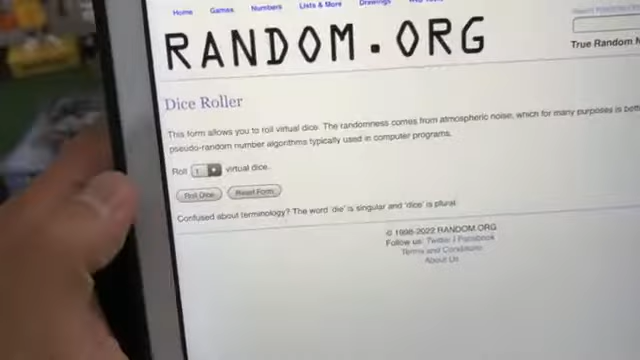 Home Games Numbers Lists & More Drawings
RANDOM.ORG
True Random N
Dice Roller
This form allows you to roll virtual dice. The randomness comes from atmospheric noise, which for many purposes is bett
pseudo-random number algorithms typically used in computer programs.
Roll 1 virtual dice.
Roll Dice Reset Form
Confused about terminology? The word 'die' is singular and 'dice' is plural.
© 1998-2022 RANDOM.ORG
Follow us: Twitter | Facebook
Terms and Conditions
About Us